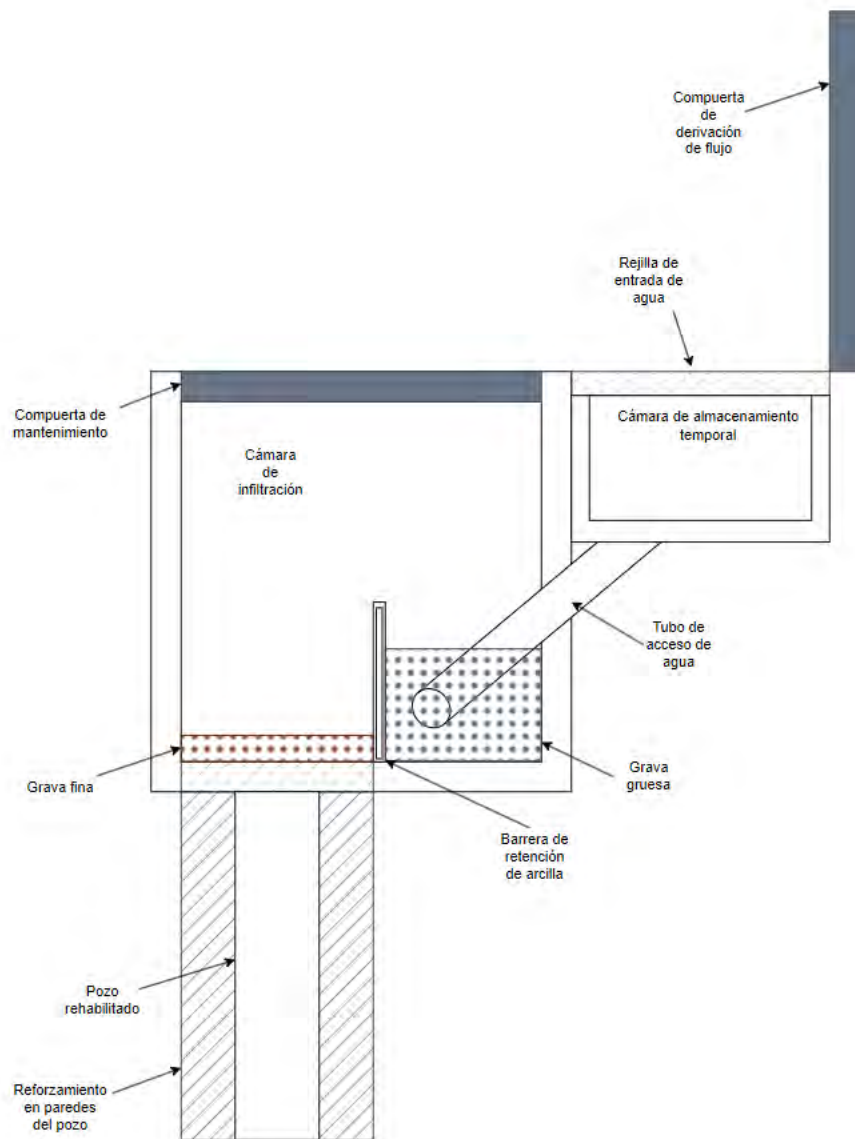 Compuerta
de
derivación
de flujo
Rejilla de
entrada de
agua
Compuerta de
mantenimiento
Cámara
de
infiltración
Cámara de almacenamiento
temporal
Tubo de
acceso de
agua
Grava fina
Grava
gruesa
Barrera de
retención
de arcilla
Pozo
rehabilitado
Reforzamiento
en paredes
del pozo